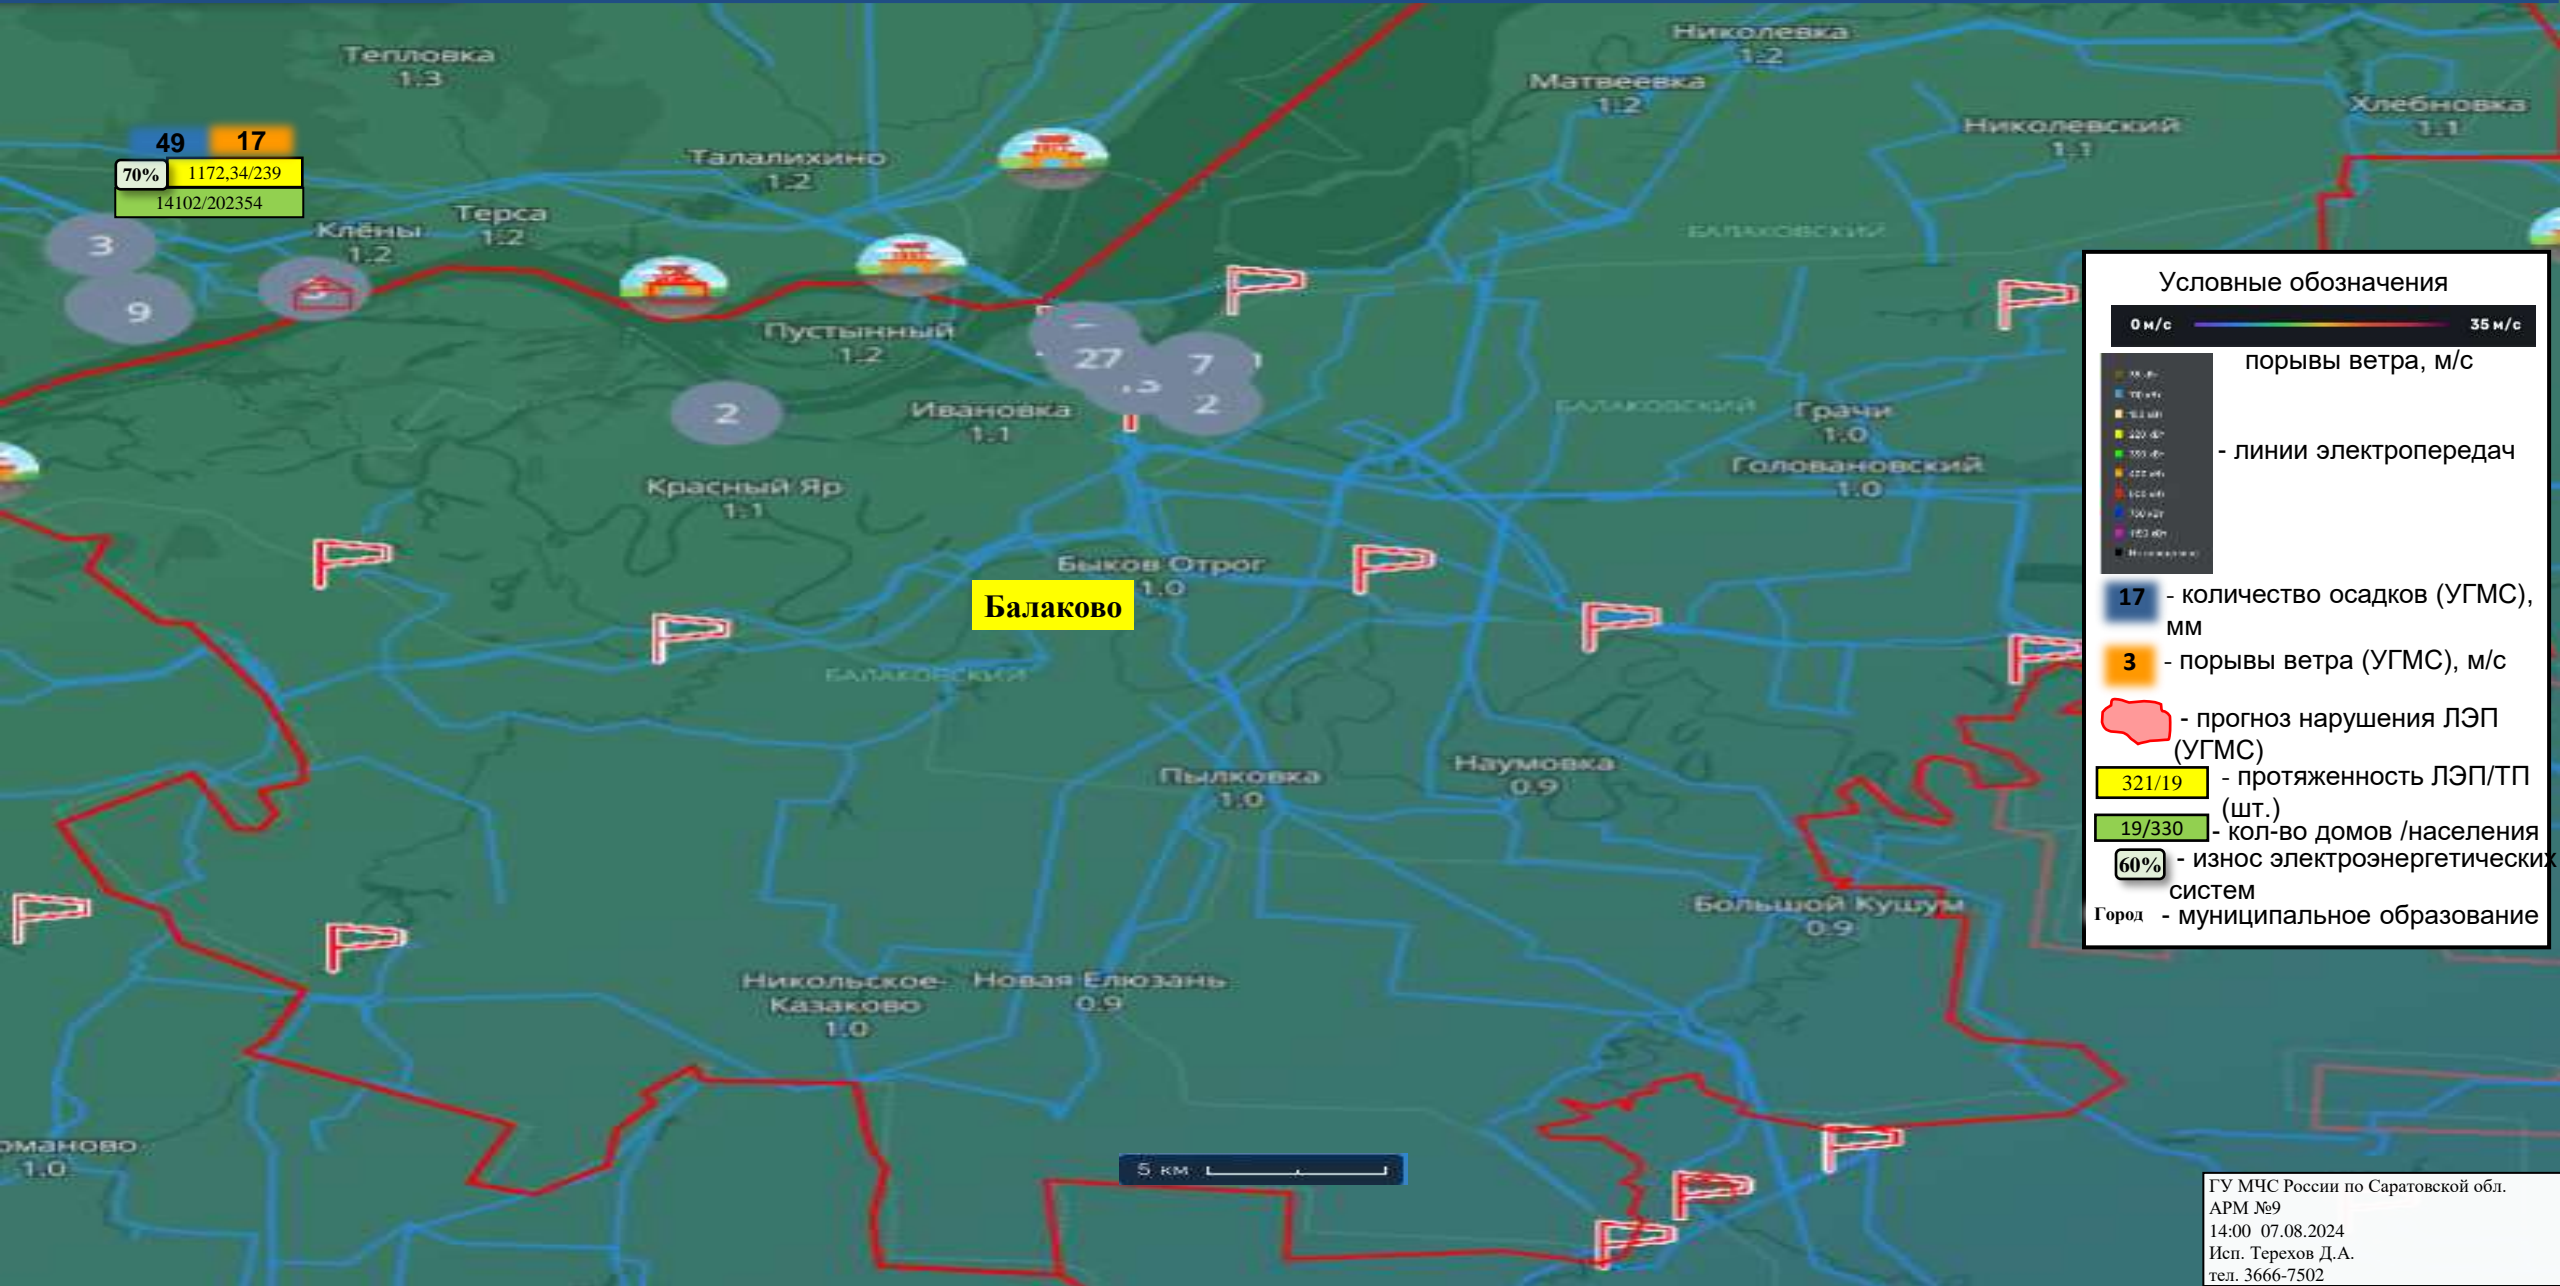 Тепловка
1.3
Николевка
1.2
Матвеевка
1.2
Хлебновка
1.1
Николевский
1.1
49
17
70%
1172,34/239
14102/202354
Талалихино
1.2
Терса
1.2
Клёны
1.2
3
9
БАЛАКОВСКИЙ
Пустынный
1.2
27
7
2
2
Ивановка
1.1
БАЛАКОВСКИЙ
Грачи
1.0
Головановский
1.0
Красный Яр
1.1
Быков Отрог
1.0
Балаково
БАЛАКОВСКИЙ
Пылковка
1.0
Наумовка
0.9
Большой Кушум
0.9
Никольское-
Казаково
1.0
Новая Елюзань
0.9
1.0
5 км
Условные обозначения
0 м/с
35 м/с
порывы ветра, м/с
- линии электропередач
17 - количество осадков (УГМС),
мм
3 - порывы ветра (УГМС), м/с
- прогноз нарушения ЛЭП
(УГМС)
321/19 - протяженность ЛЭП/ТП
(шт.)
19/330 - кол-во домов /населения
60% - износ электроэнергетических
систем
Город - муниципальное образование
ГУ МЧС России по Саратовской обл.
АРМ №9
14:00 07.08.2024
Исп. Терехов Д.А.
тел. 3666-7502